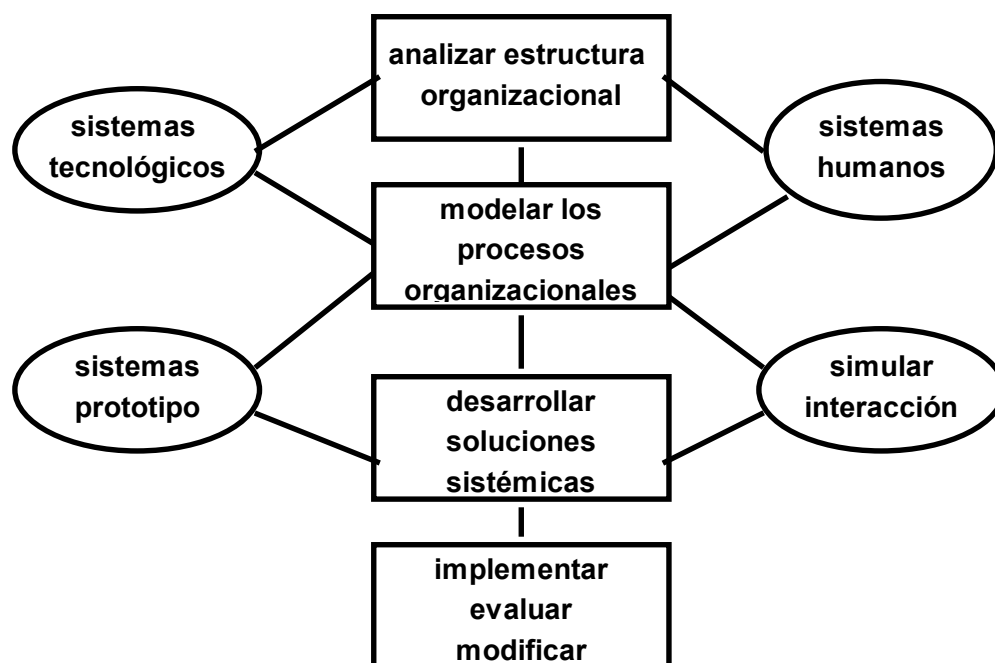 analizar estructura
organizacional
sistemas
tecnológicos
sistemas
humanos
modelar los
procesos
organizacionales
sistemas
prototipo
simular
interacción
desarrollar
soluciones
sistémicas
implementar
evaluar
modificar